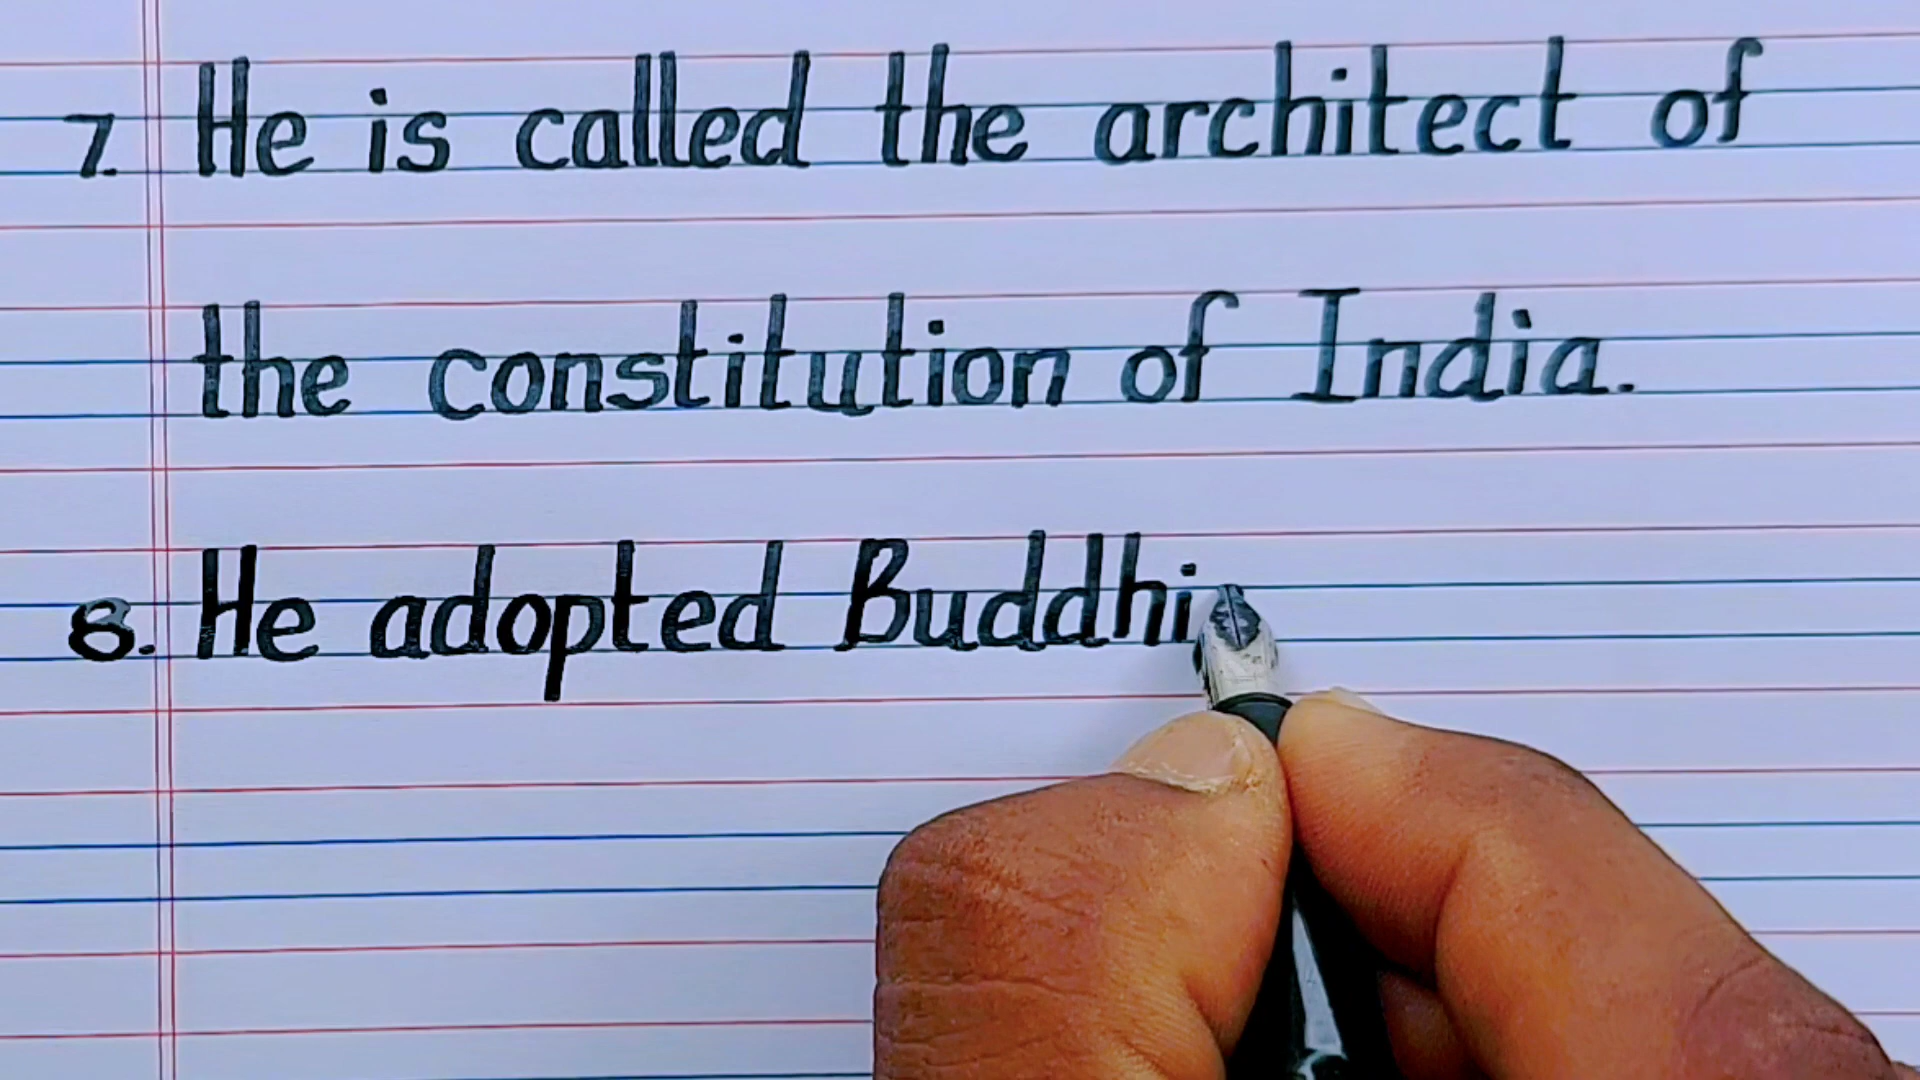 7. He is called the architect of
the constitution of India.
8. He adopted Buddhi